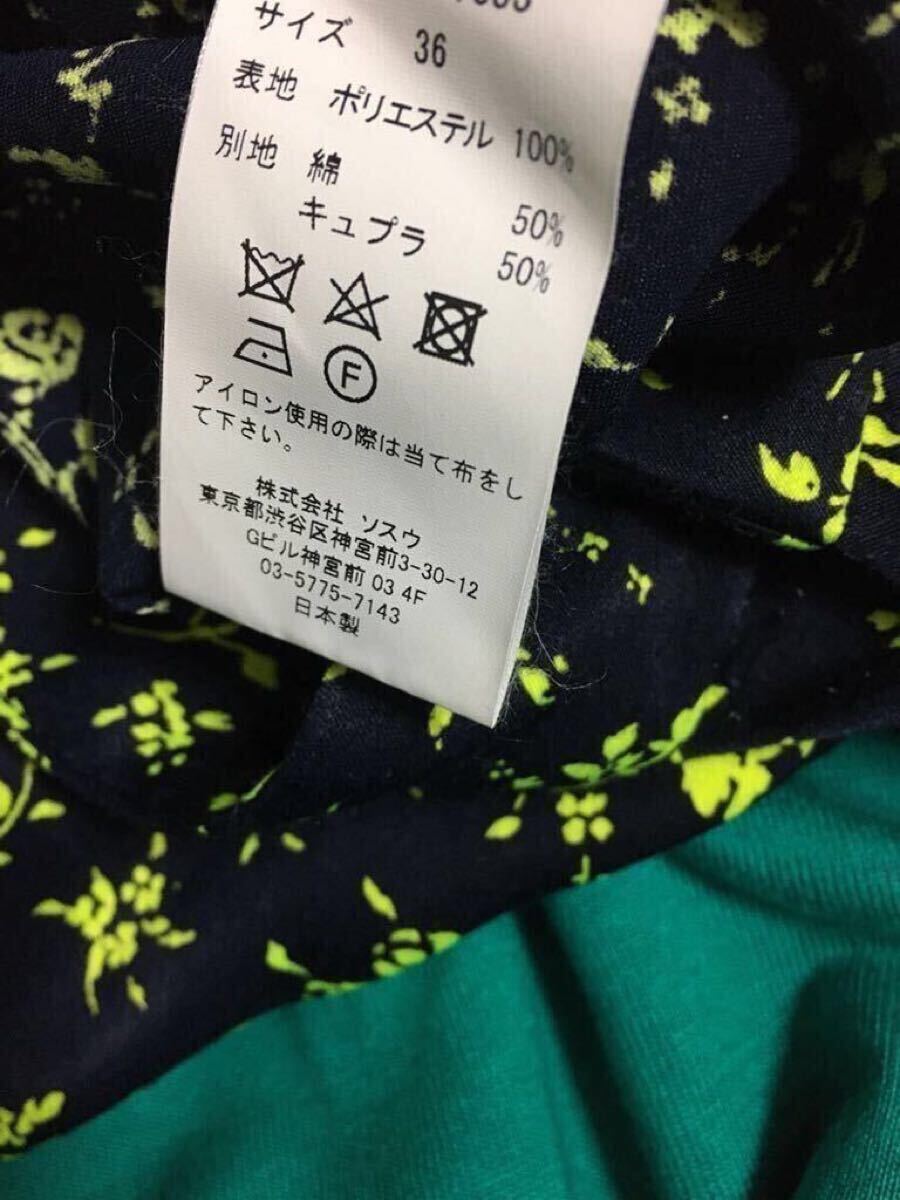 サイズ 36
表地 ポリエステル 100%
別地 綿 50%
キュプラ 50%
F
アイロン使用の際は当て布をし
て下さい。
株式会社 ソスウ
東京都渋谷区神宮前3-30-12
Gビル神宮前 03 4F
03-5775-7143
日本製